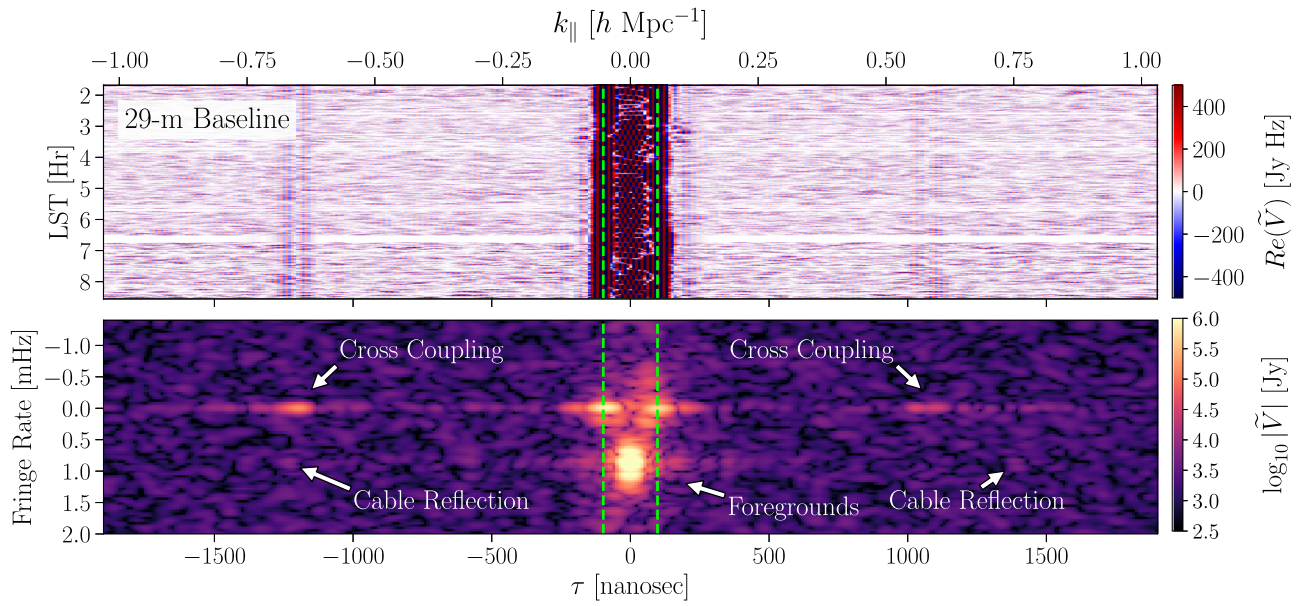 k∥ [h Mpc⁻¹]
−1.00 −0.75 −0.50 −0.25 0.00 0.25 0.50 0.75 1.00
29-m Baseline
LST [Hr]
2
3
4
5
6
7
8
400
200
0
−200
−400
Re(Ṽ) [Jy Hz]
Cross Coupling
Cross Coupling
Cable Reflection
Foregrounds
Cable Reflection
Fringe Rate [mHz]
−1.0
−0.5
0.0
0.5
1.0
1.5
2.0
6.0
5.5
5.0
4.5
4.0
3.5
3.0
2.5
log₁₀ |Ṽ| [Jy]
−1500 −1000 −500 0 500 1000 1500
τ [nanosec]